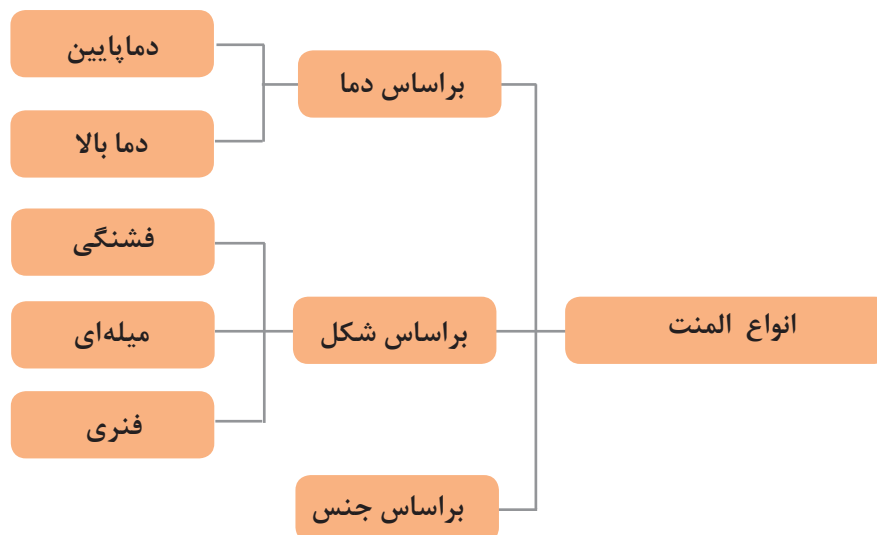 انواع المنت
براساس دما
دماپایین
دما بالا
براساس شکل
فشنگی
میله‌ای
فنری
براساس جنس